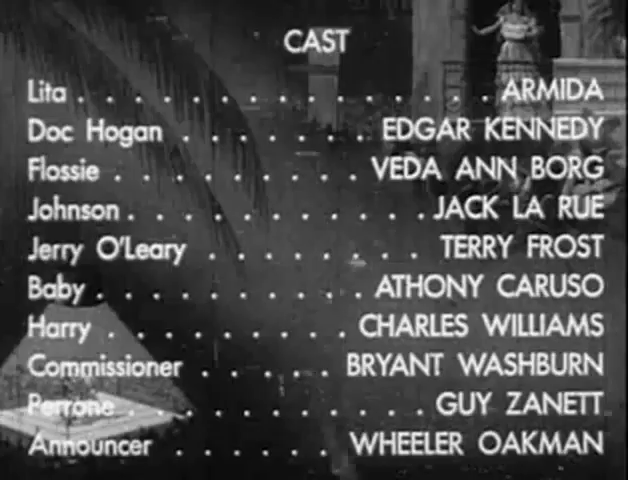 CAST
Lita . . . . . . . . . . . . . . . . ARMIDA
Doc Hogan . . . . . . . EDGAR KENNEDY
Flossie . . . . . . . . . VEDA ANN BORG
Johnson . . . . . . . . . . . JACK LA RUE
Jerry O'Leary . . . . . . . . TERRY FROST
Baby . . . . . . . . . . ATHONY CARUSO
Harry . . . . . . . . . CHARLES WILLIAMS
Commissioner . . . . . BRYANT WASHBURN
Perrone . . . . . . . . . . . GUY ZANETT
Announcer . . . . . . WHEELER OAKMAN